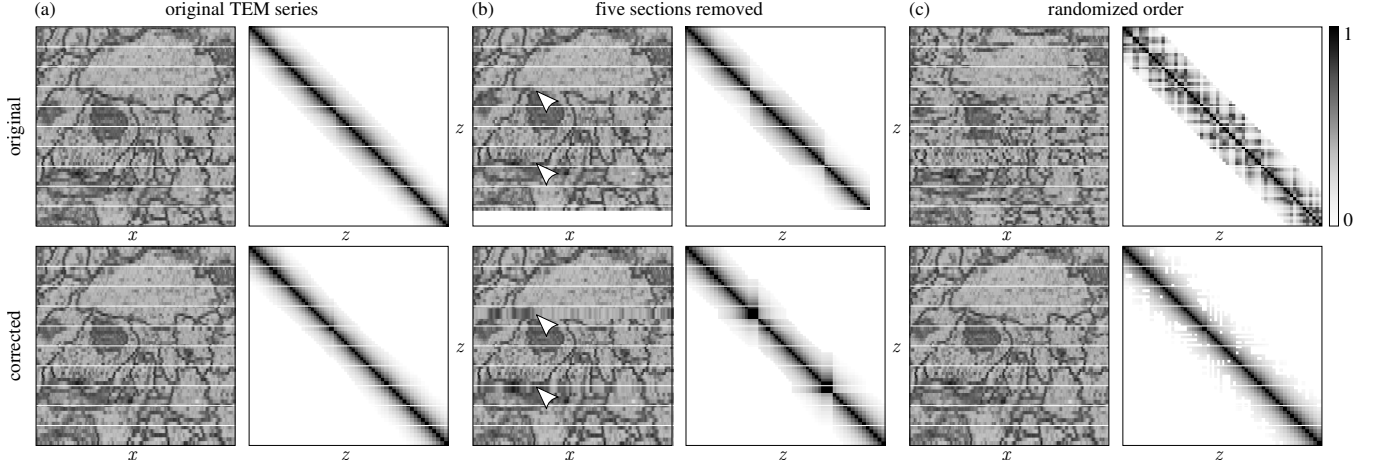 (a) original TEM series
(b) five sections removed
(c) randomized order
original
z
z
1
0
x
z
x
z
x
z
corrected
z
z
x
z
x
z
x
z